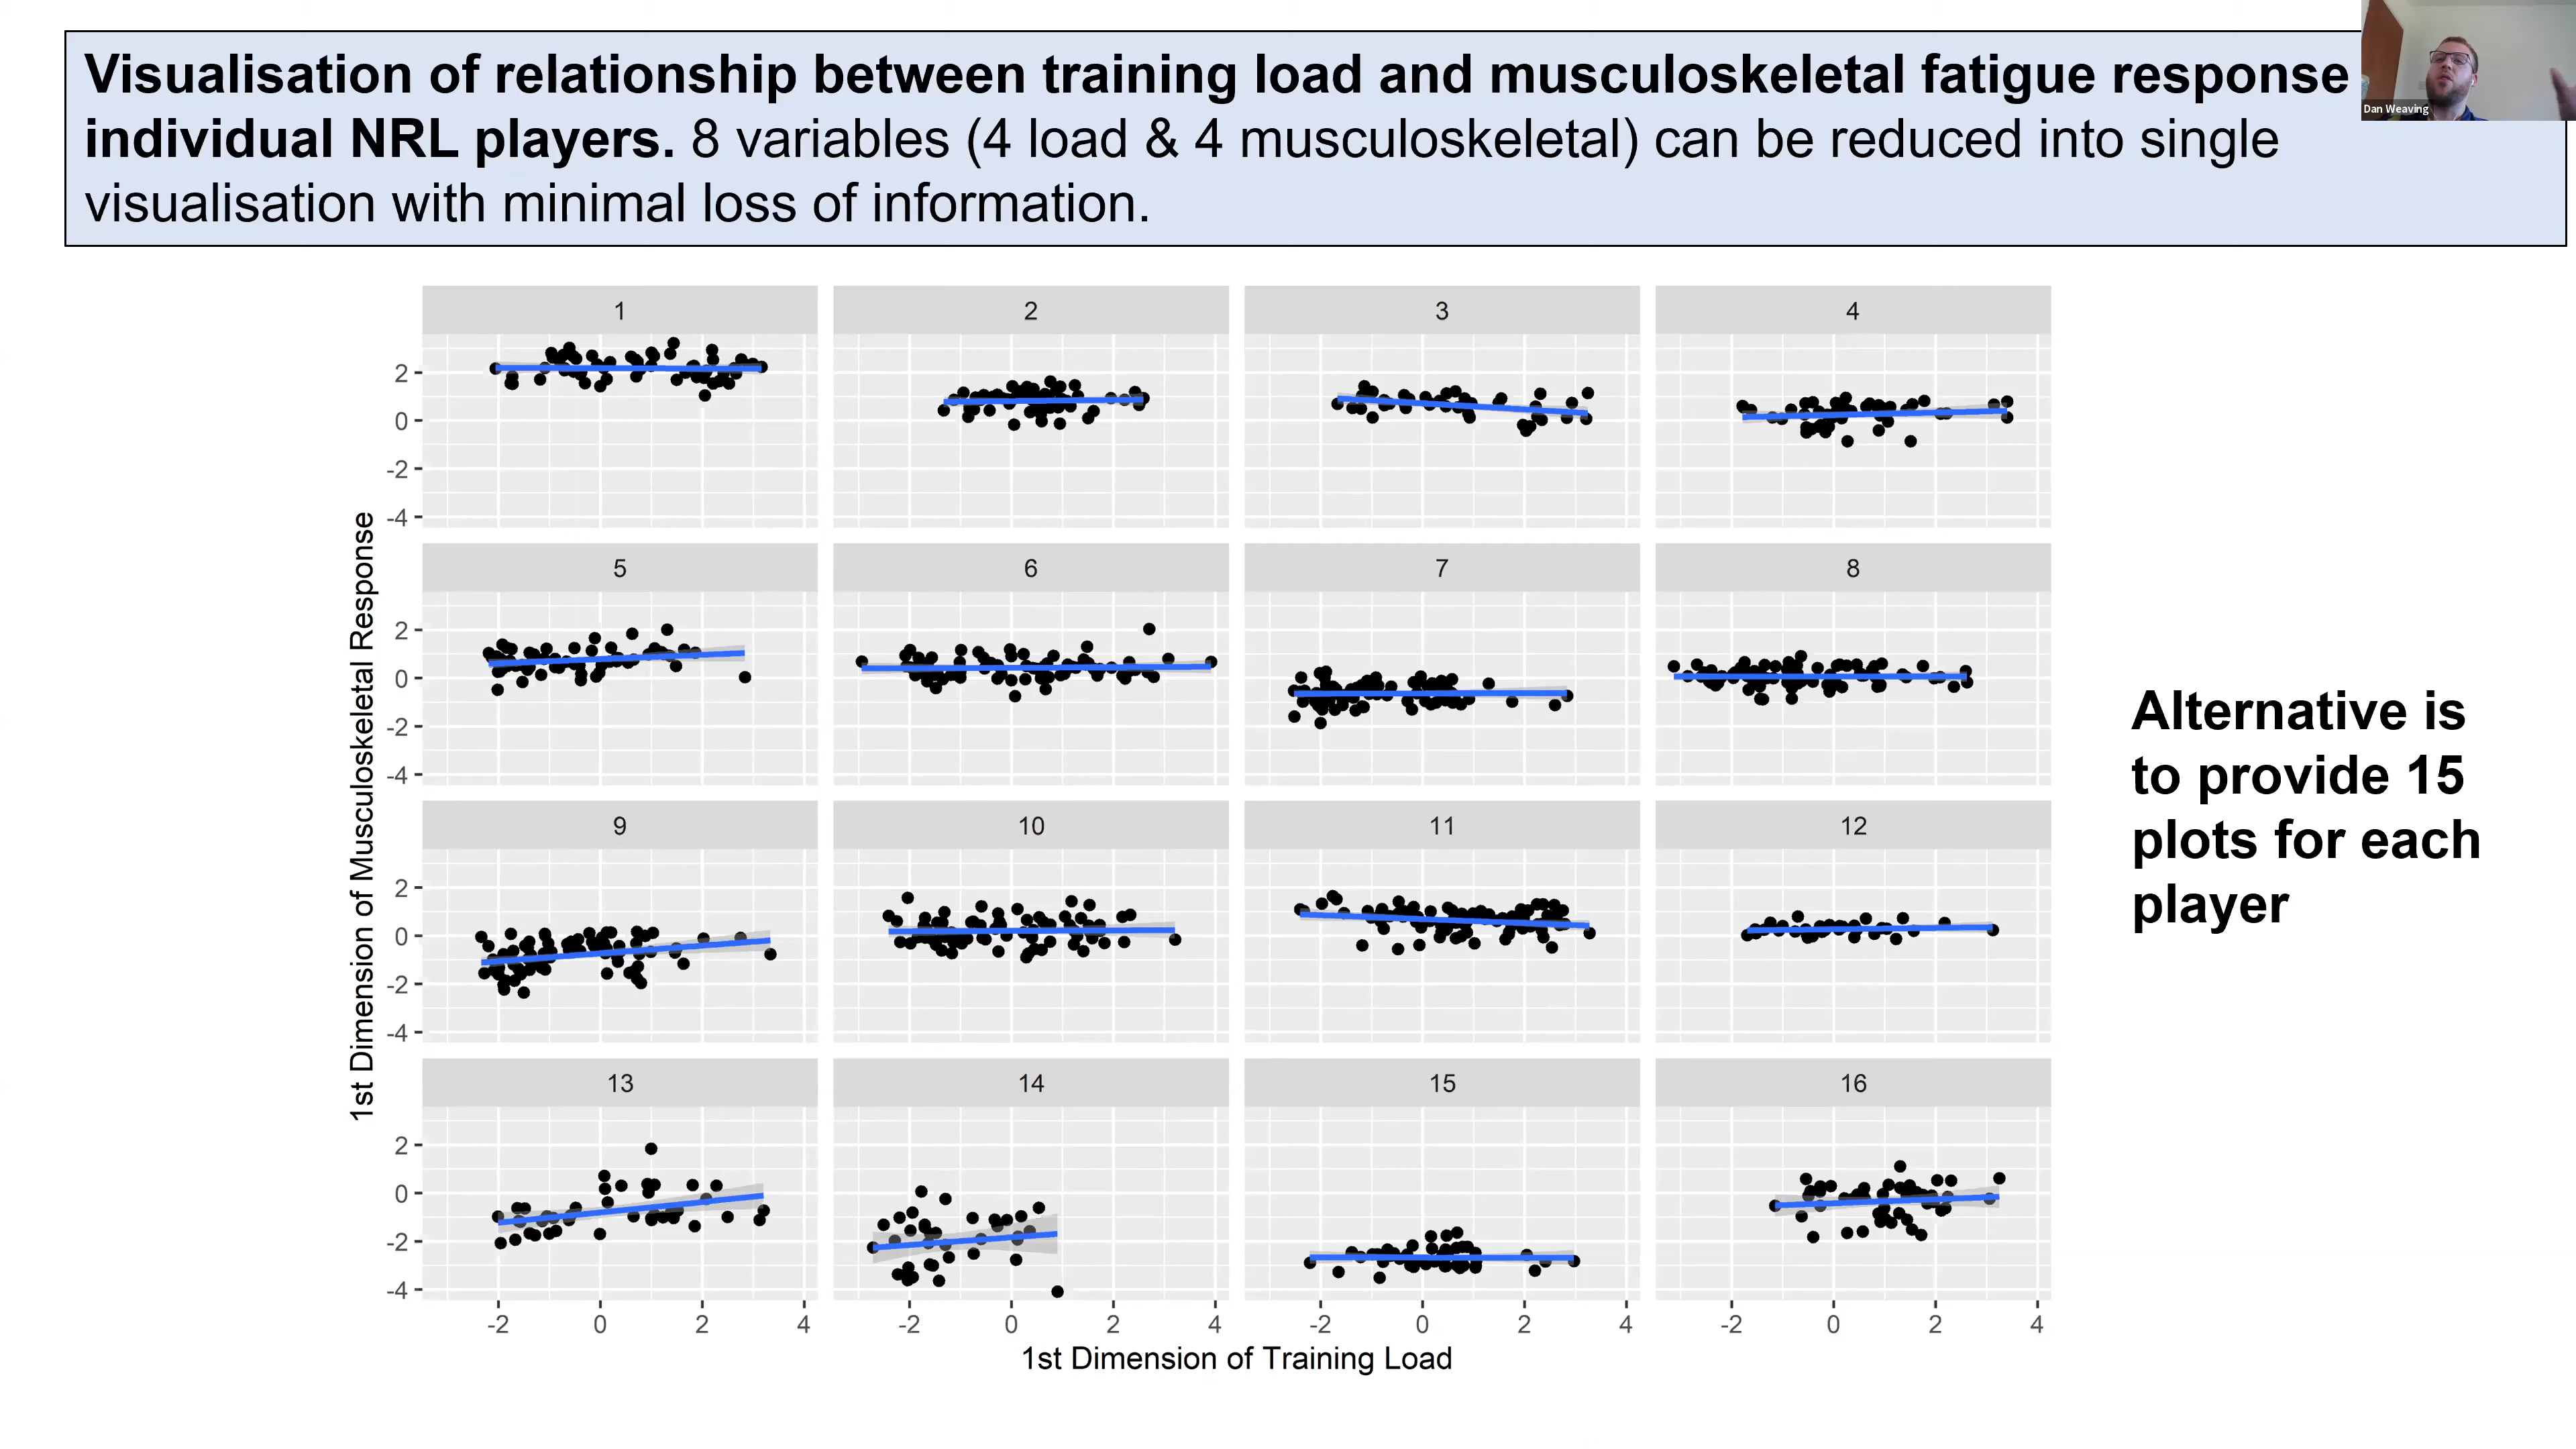 Visualisation of relationship between training load and musculoskeletal fatigue response
individual NRL players. 8 variables (4 load & 4 musculoskeletal) can be reduced into single
visualisation with minimal loss of information.
Dan Weaving
1 2 3 4
2
0
-2
-4
5 6 7 8
2
0
-2
-4
9 10 11 12
2
0
-2
-4
13 14 15 16
2
0
-2
-4
-2 0 2 4 -2 0 2 4 -2 0 2 4 -2 0 2 4
1st Dimension of Musculoskeletal Response
1st Dimension of Training Load
Alternative is
to provide 15
plots for each
player